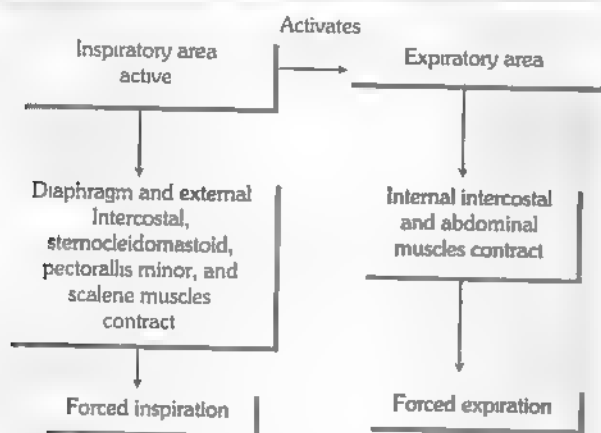 Activates
Inspiratory area
active
Expiratory area
Diaphragm and external
intercostal,
sternocleidomastoid,
pectorallis minor, and
scalene muscles
contract
Internal intercostal
and abdominal
muscles contract
Forced inspiration
Forced expiration